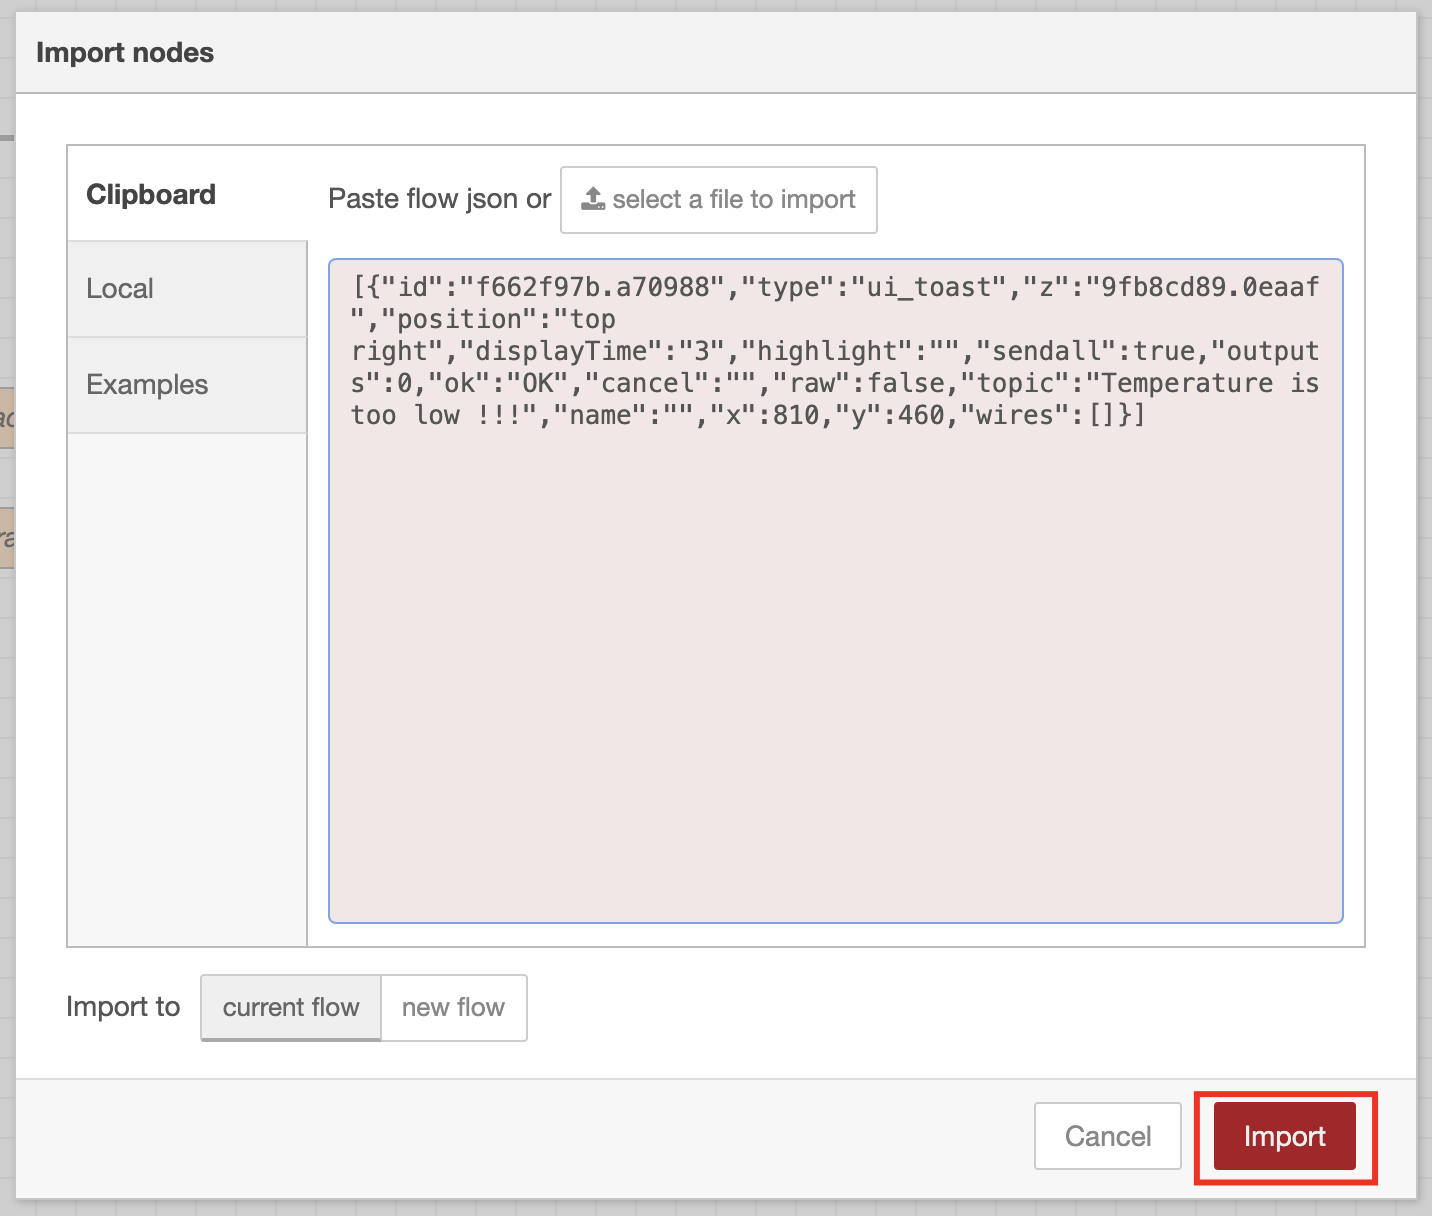 Import nodes
Clipboard
Local
Examples
Paste flow json or
select a file to import
[{"id":"f662f97b.a70988","type":"ui_toast","z":"9fb8cd89.0eaaf
","position":"top
right","displayTime":"3","highlight":"","sendall":true,"output
s":0,"ok":"OK","cancel":"","raw":false,"topic":"Temperature is
too low !!!","name":"","x":810,"y":460,"wires":[]}]
Import to
current flow
new flow
Cancel
Import